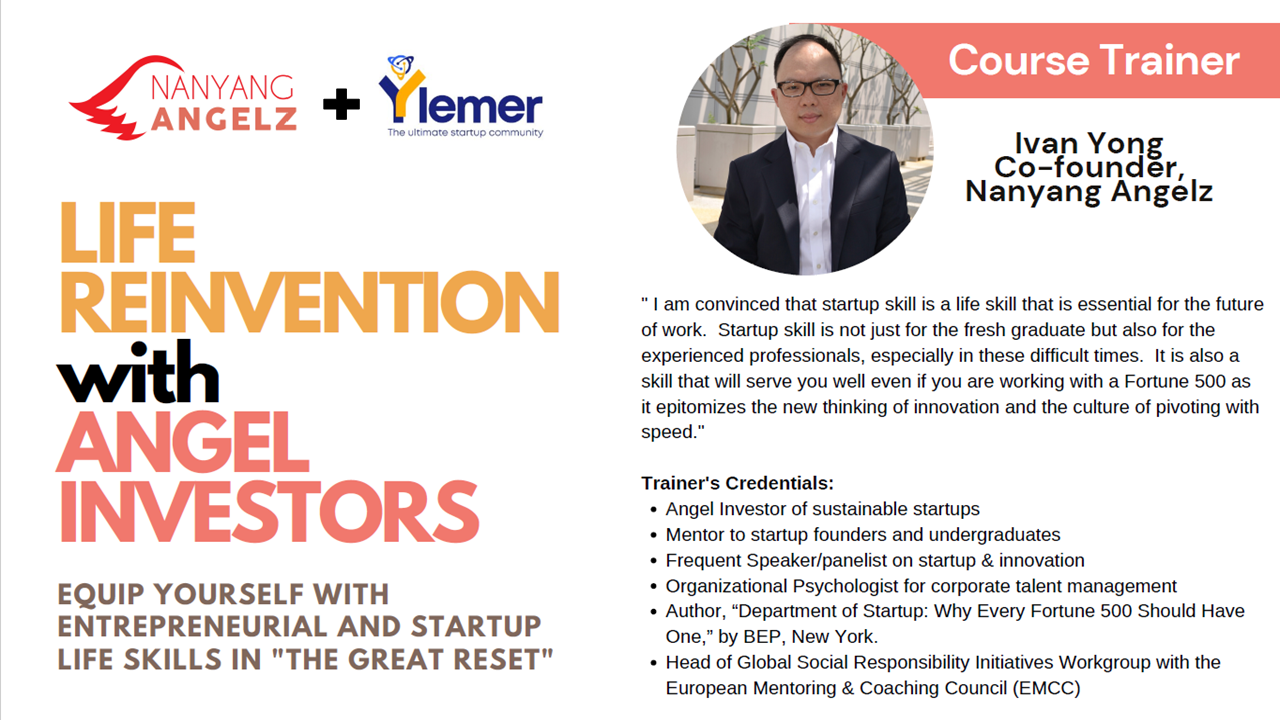 NANYANG
ANGELZ
+
Ylemer
The ultimate startup community
LIFE
REINVENTION
with
ANGEL
INVESTORS
EQUIP YOURSELF WITH
ENTREPRENEURIAL AND STARTUP
LIFE SKILLS IN "THE GREAT RESET"
Course Trainer
Ivan Yong
Co-founder,
Nanyang Angelz
" I am convinced that startup skill is a life skill that is essential for the future
of work.  Startup skill is not just for the fresh graduate but also for the
experienced professionals, especially in these difficult times.  It is also a
skill that will serve you well even if you are working with a Fortune 500 as
it epitomizes the new thinking of innovation and the culture of pivoting with
speed."
Trainer's Credentials:
• Angel Investor of sustainable startups
• Mentor to startup founders and undergraduates
• Frequent Speaker/panelist on startup & innovation
• Organizational Psychologist for corporate talent management
• Author, “Department of Startup: Why Every Fortune 500 Should Have
One,” by BEP, New York.
• Head of Global Social Responsibility Initiatives Workgroup with the
European Mentoring & Coaching Council (EMCC)